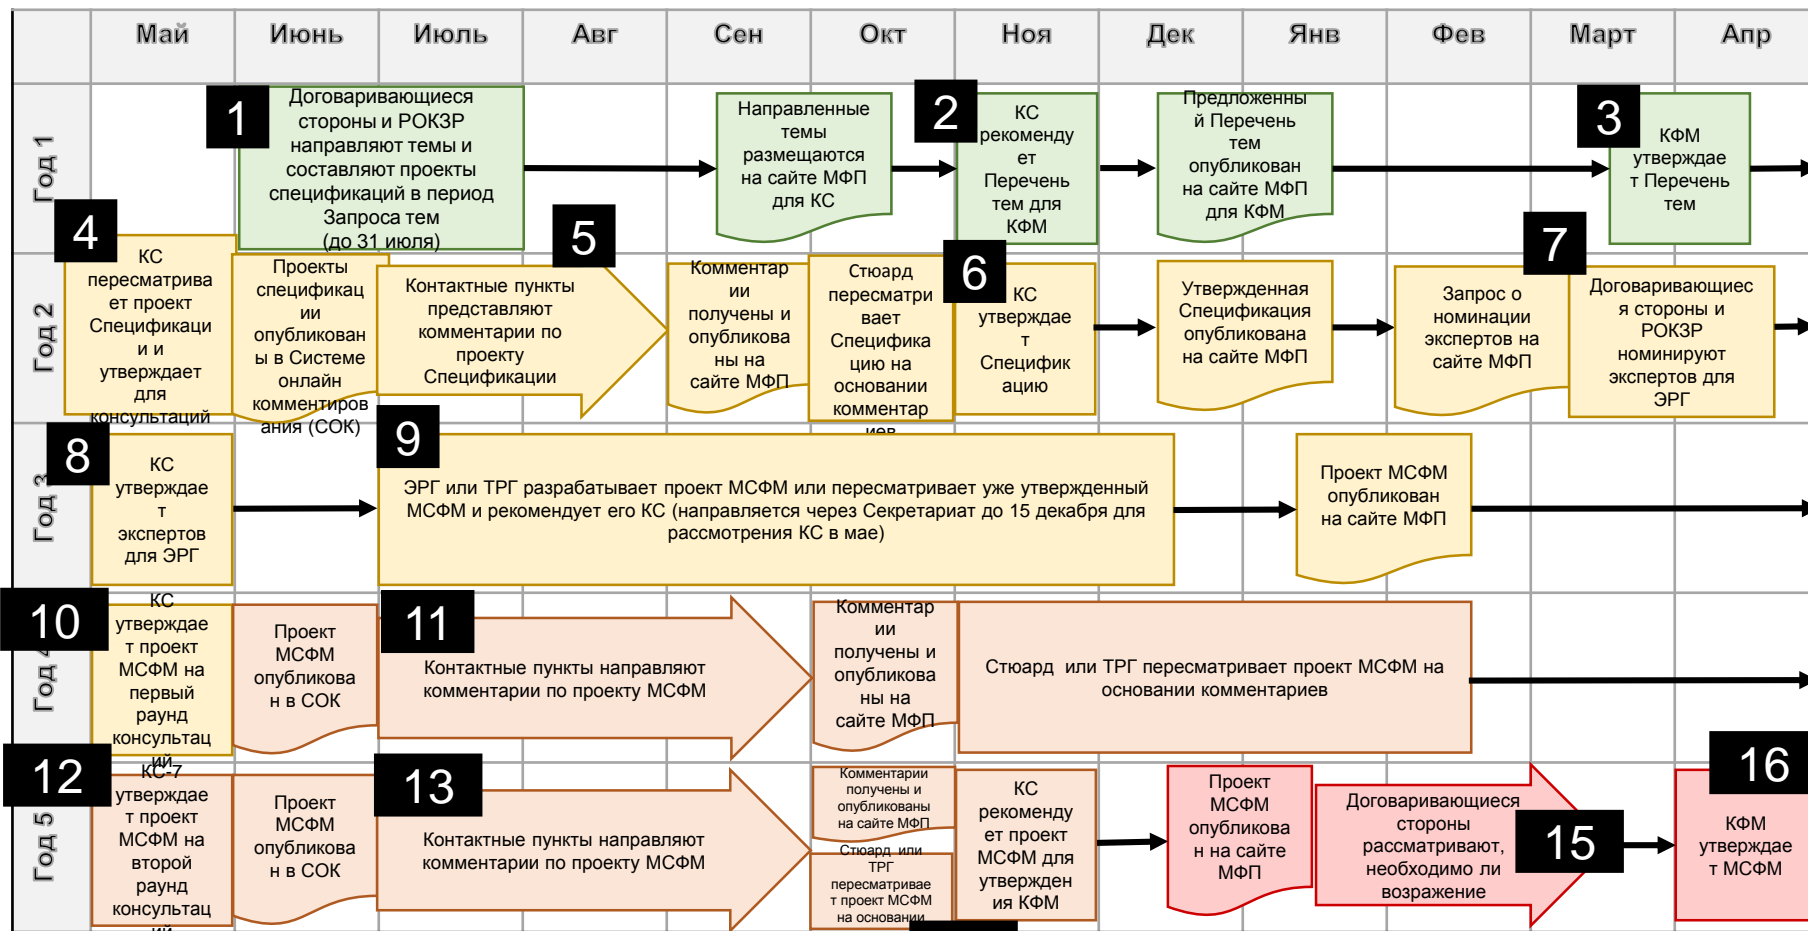 Май Июнь Июль Авг Сен Окт Ноя Дек Янв Фев Март Апр
Год 1
1
Договаривающиеся
стороны и РОКЗР
направляют темы и
составляют проекты
спецификаций в период
Запроса тем
(до 31 июля)
Направленные
темы
размещаются
на сайте МФП
для КС
2
КС
рекоменду
ет
Перечень
тем для
КФМ
Предложенны
й Перечень
тем
опубликован
на сайте МФП
для КФМ
3
КФМ
утверждае
т Перечень
тем
Год 2
4
КС
пересматрива
ет проект
Спецификаци
и и
утверждает
для
консультаций
Проекты
спецификац
ии
опубликован
ы в Системе
онлайн
комментиров
ания (СОК)
5
Контактные пункты
представляют
комментарии по
проекту
Спецификации
Комментар
ии
получены и
опубликова
ны на
сайте МФП
Стюард
пересматри
вает
Специфика
цию на
основании
комментар
иев
6
КС
утверждае
т
Специфик
ацию
Утвержденная
Спецификация
опубликована
на сайте МФП
Запрос о
номинации
экспертов на
сайте МФП
7
Договаривающиес
я стороны и
РОКЗР
номинируют
экспертов для
ЭРГ
Год 3
8
КС
утверждае
т
экспертов
для ЭРГ
9
ЭРГ или ТРГ разрабатывает проект МСФМ или пересматривает уже утвержденный
МСФМ и рекомендует его КС (направляется через Секретариат до 15 декабря для
рассмотрения КС в мае)
Проект МСФМ
опубликован
на сайте МФП
Год 4
10
КС
утверждае
т проект
МСФМ на
первый
раунд
консультац
ий
Проект
МСФМ
опубликова
н в СОК
11
Контактные пункты направляют
комментарии по проекту МСФМ
Комментар
ии
получены и
опубликова
ны на
сайте МФП
Стюард или ТРГ пересматривает проект МСФМ на
основании комментариев
Год 5
12
КС-7
утверждае
т проект
МСФМ на
второй
раунд
консультац
ий
Проект
МСФМ
опубликова
н в СОК
13
Контактные пункты направляют
комментарии по проекту МСФМ
Комментарии
получены и
опубликованы
на сайте МФП
Стюард или
ТРГ
пересматривае
т проект МСФМ
на основании
КС
рекоменду
ет проект
МСФМ для
утвержден
ия КФМ
Проект
МСФМ
опубликова
н на сайте
МФП
Договаривающиеся
стороны
рассматривают,
необходимо ли
возражение
15
16
КФМ
утверждае
т МСФМ